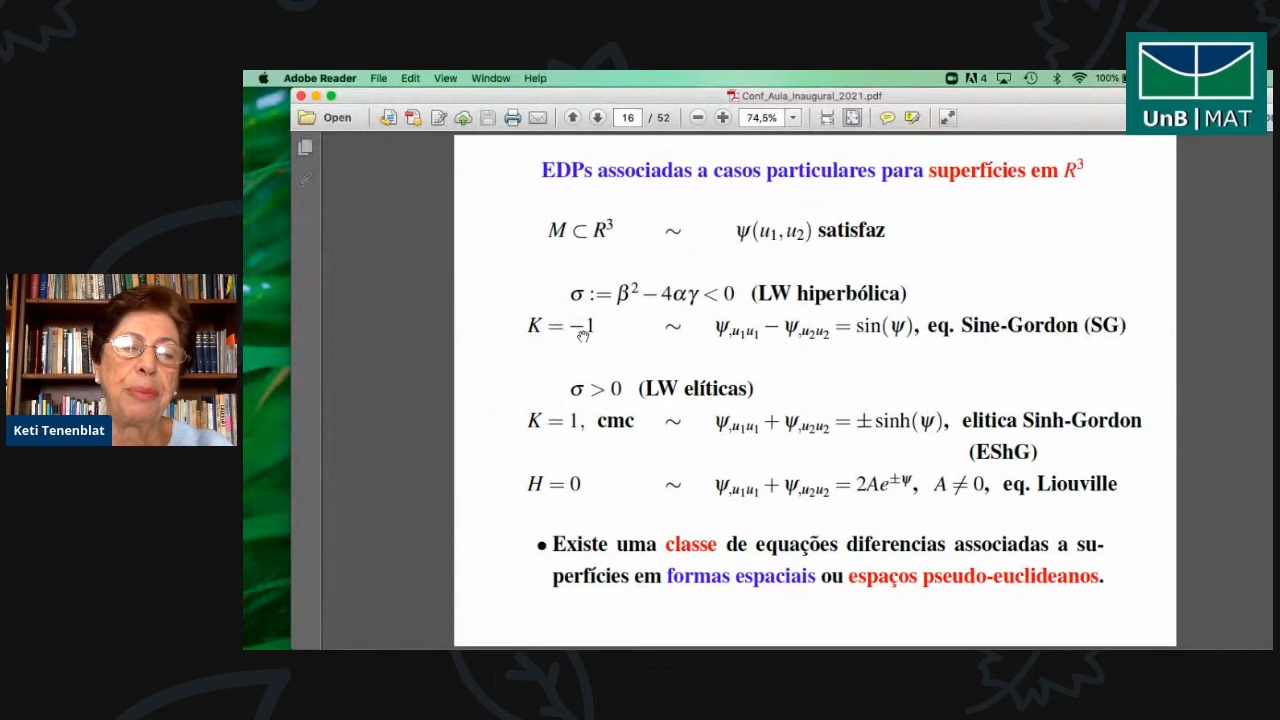 Adobe Reader File Edit View Window Help 4 100%
Conf_Aula_Inaugural_2021.pdf
Open 16 / 52 74,5%
UnB | MAT
EDPs associadas a casos particulares para superfícies em R³
M ⊂ R³ ∼ ψ(u₁,u₂) satisfaz
σ := β² − 4αγ < 0 (LW hiperbólica)
K = −1 ∼ ψ,u₁u₁ − ψ,u₂u₂ = sin(ψ), eq. Sine-Gordon (SG)
σ > 0 (LW elíticas)
K = 1, cmc ∼ ψ,u₁u₁ + ψ,u₂u₂ = ± sinh(ψ), elitica Sinh-Gordon
(EShG)
H = 0 ∼ ψ,u₁u₁ + ψ,u₂u₂ = 2Ae^{±ψ}, A ≠ 0, eq. Liouville
• Existe uma classe de equações diferencias associadas a su-
perfícies em formas espaciais ou espaços pseudo-euclideanos.
Keti Tenenblat